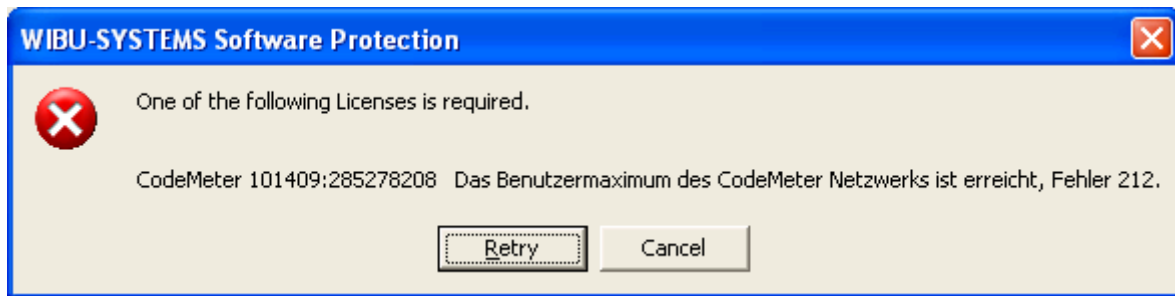 WIBU-SYSTEMS Software Protection
One of the following Licenses is required.
CodeMeter 101409:285278208 Das Benutzermaximum des CodeMeter Netzwerks ist erreicht, Fehler 212.
Retry
Cancel